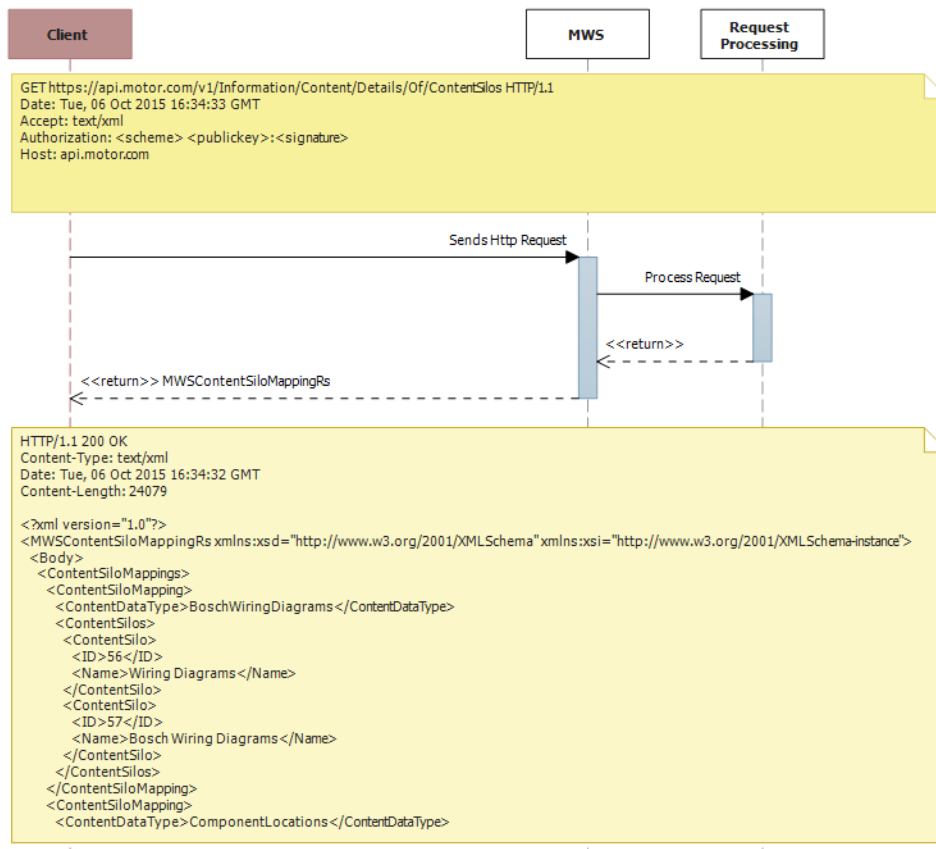 Client
MWS
Request
Processing
GET https://api.motor.com/v1/Information/Content/Details/Of/ContentSilos HTTP/1.1
Date: Tue, 06 Oct 2015 16:34:33 GMT
Accept: text/xml
Authorization: <scheme> <publickey>:<signature>
Host: api.motor.com
Sends Http Request
Process Request
<<return>>
<<return>> MWSContentSiloMappingRs
HTTP/1.1 200 OK
Content-Type: text/xml
Date: Tue, 06 Oct 2015 16:34:32 GMT
Content-Length: 24079
<?xml version="1.0"?>
<MWSContentSiloMappingRs xmlns:xsd="http://www.w3.org/2001/XMLSchema" xmlns:xsi="http://www.w3.org/2001/XMLSchema-instance">
<Body>
<ContentSiloMappings>
<ContentSiloMapping>
<ContentDataType>BoschWiringDiagrams</ContentDataType>
<ContentSilos>
<ContentSilo>
<ID>56</ID>
<Name>Wiring Diagrams</Name>
</ContentSilo>
<ContentSilo>
<ID>57</ID>
<Name>Bosch Wiring Diagrams</Name>
</ContentSilo>
</ContentSilos>
</ContentSiloMapping>
<ContentSiloMapping>
<ContentDataType>ComponentLocations</ContentDataType>